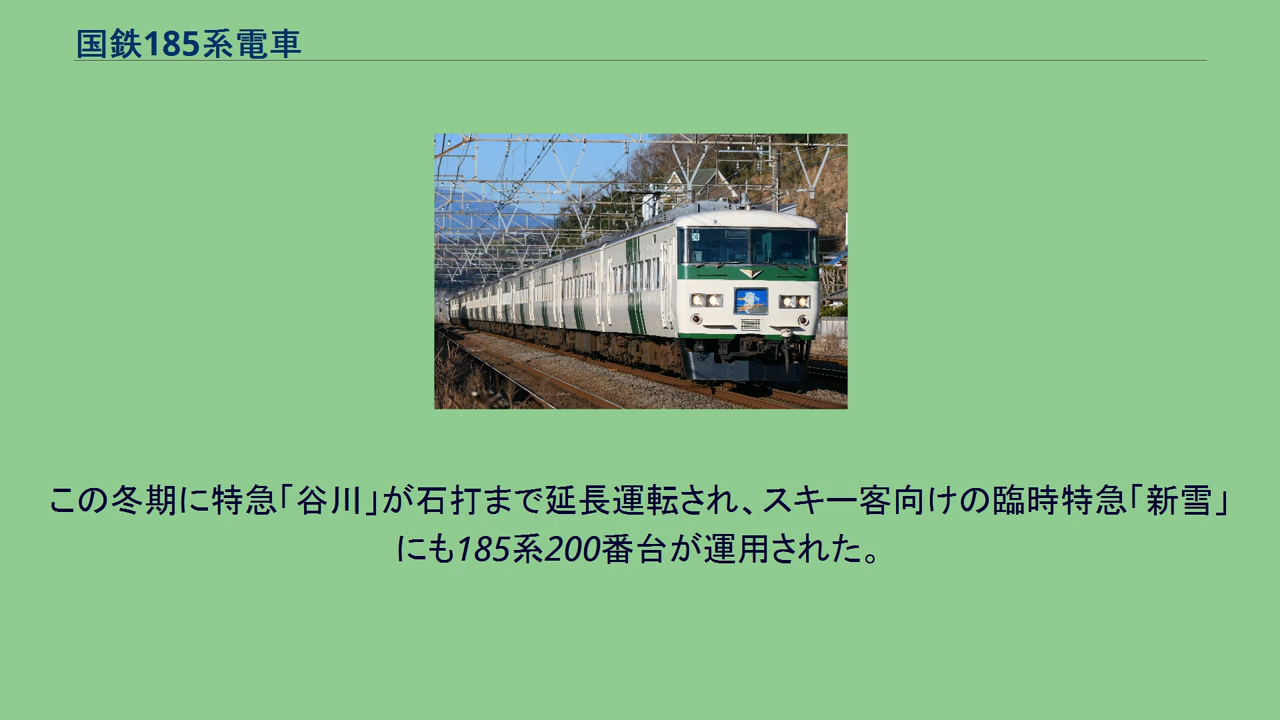 国鉄185系電車
この冬期に特急「谷川」が石打まで延長運転され、スキー客向けの臨時特急「新雪」
にも185系200番台が運用された。